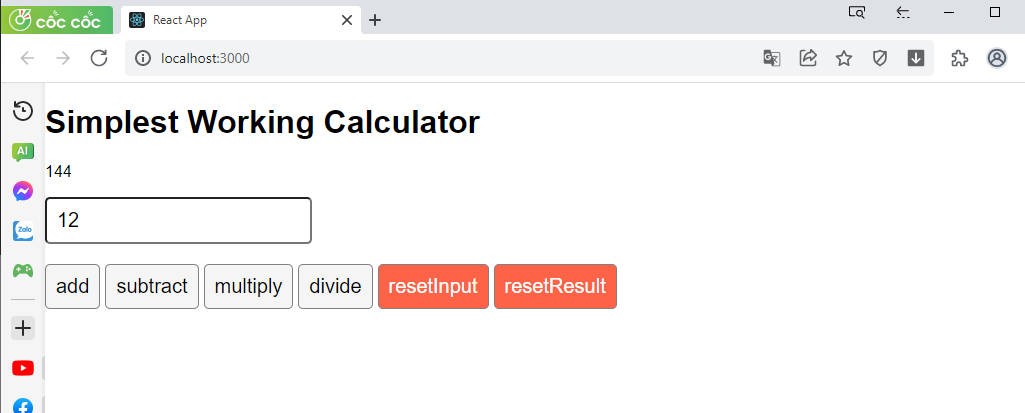 cốc cốc
React App
localhost:3000
AI
Simplest Working Calculator
144
Zalo
12
add subtract multiply divide resetInput resetResult